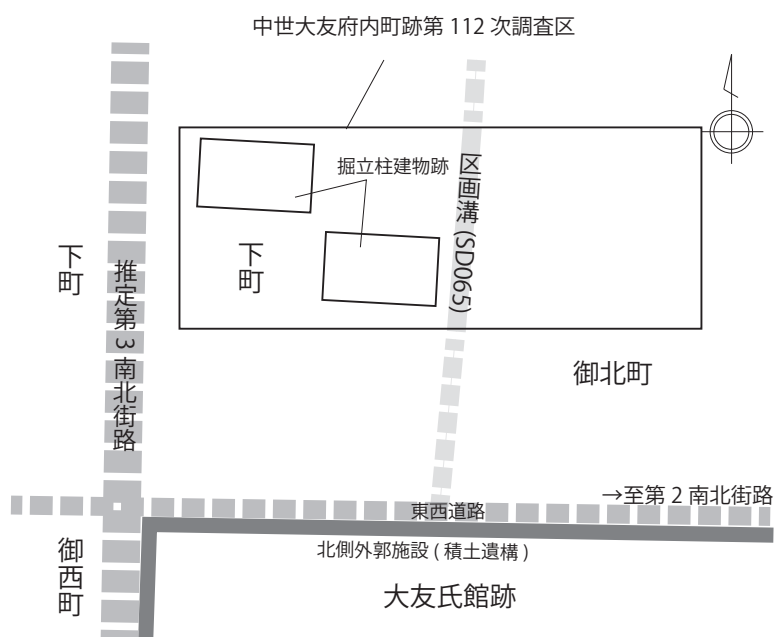 中世大友府内町跡第 112 次調査区
掘立柱建物跡
区画溝 (SD065)
下町
下町
推定第 3 南北街路
御北町
→至第 2 南北街路
東西道路
北側外郭施設 ( 積土遺構 )
御西町
大友氏館跡